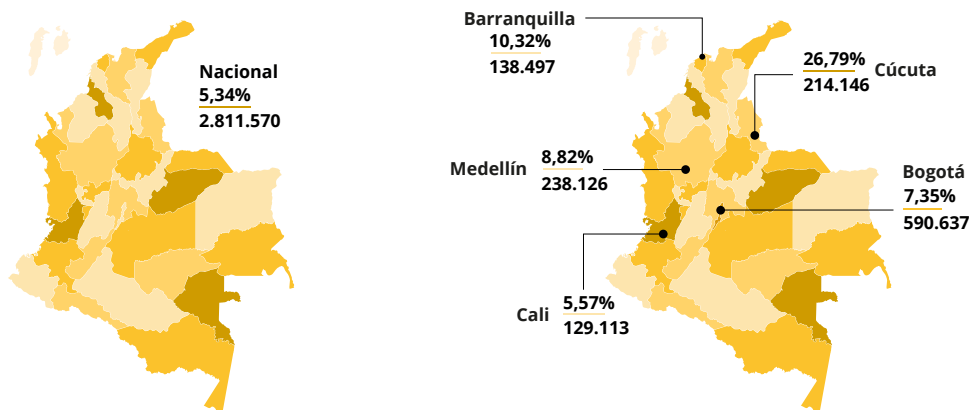 Nacional
5,34%
2.811.570
Barranquilla
10,32%
138.497
26,79%
Cúcuta
214.146
Medellín
8,82%
238.126
Bogotá
7,35%
590.637
Cali
5,57%
129.113